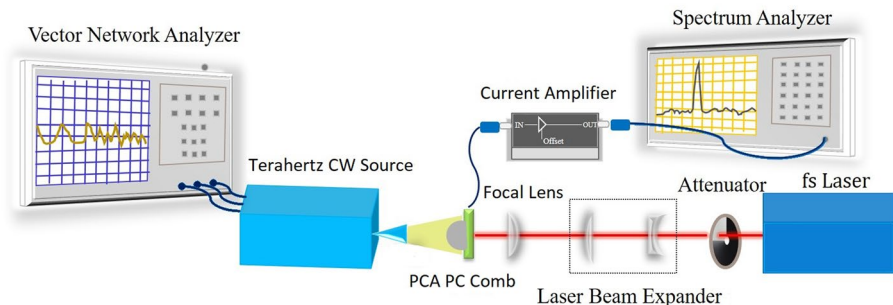 Spectrum Analyzer
Vector Network Analyzer
Current Amplifier
IN
OUT
Offset
Terahertz CW Source
Focal Lens
Attenuator
fs Laser
PCA PC Comb
Laser Beam Expander